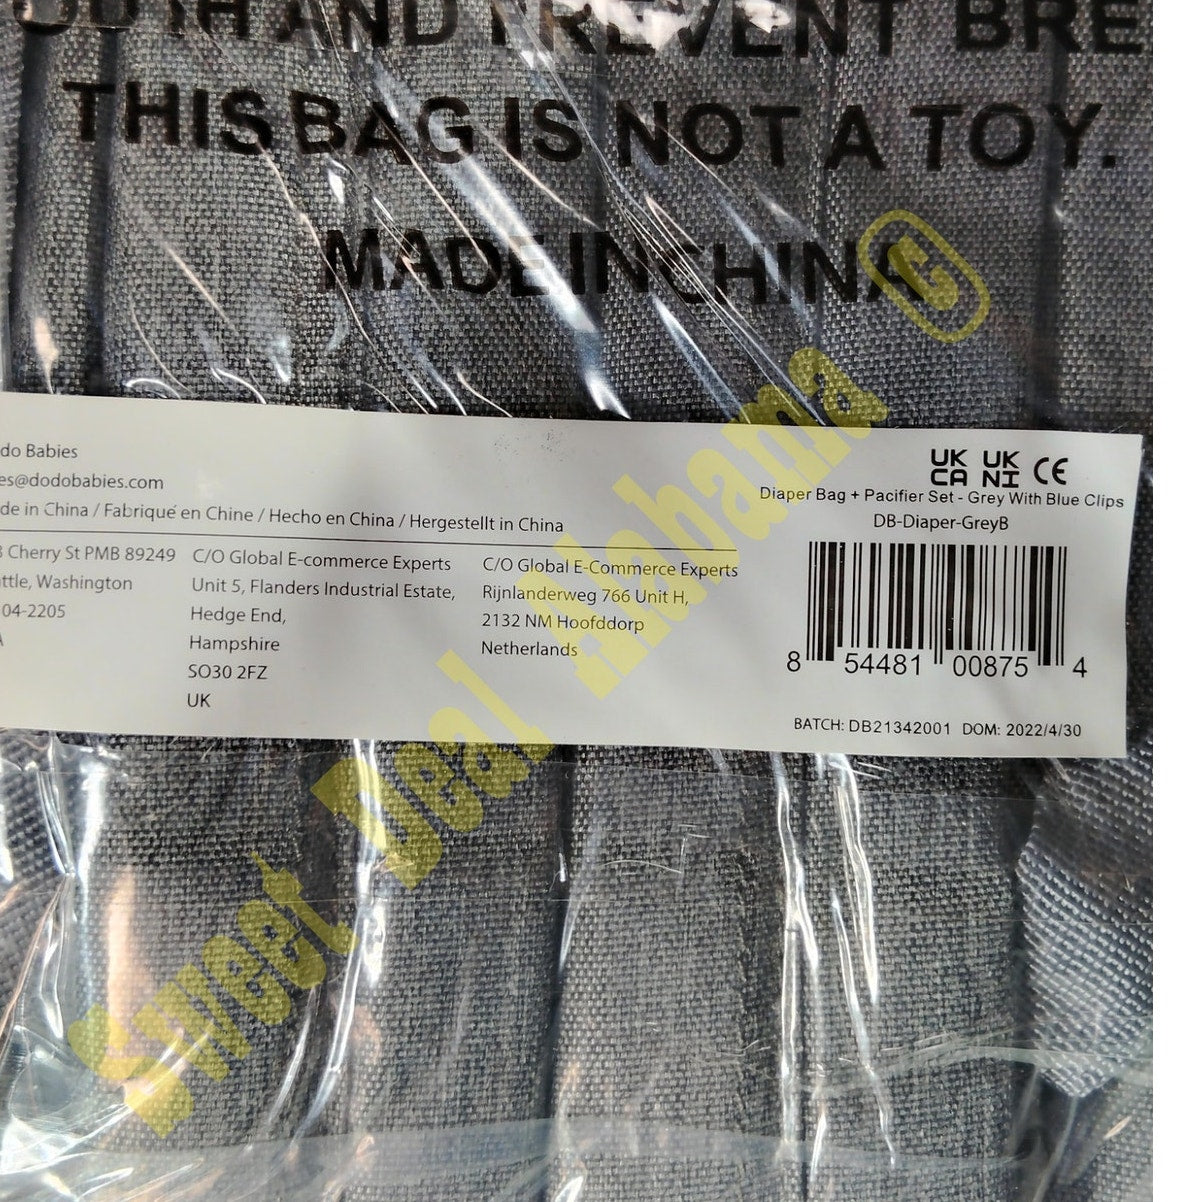 AND PREVENT BRE
THIS BAG IS NOT A TOY.
MADE IN CHINA
do Babies
es@dodobabies.com
de in China / Fabriqué en Chine / Hecho en China / Hergestellt in China
3 Cherry St PMB 89249
ttle, Washington
04-2205
A
C/O Global E-commerce Experts
Unit 5, Flanders Industrial Estate,
Hedge End,
Hampshire
SO30 2FZ
UK
C/O Global E-Commerce Experts
Rijnlanderweg 766 Unit H,
2132 NM Hoofddorp
Netherlands
UK CA UK NI CE
Diaper Bag + Pacifier Set - Grey With Blue Clips
DB-Diaper-GreyB
8 54481 00875 4
BATCH: DB21342001 DOM: 2022/4/30
Sweet Deal Alabama ©